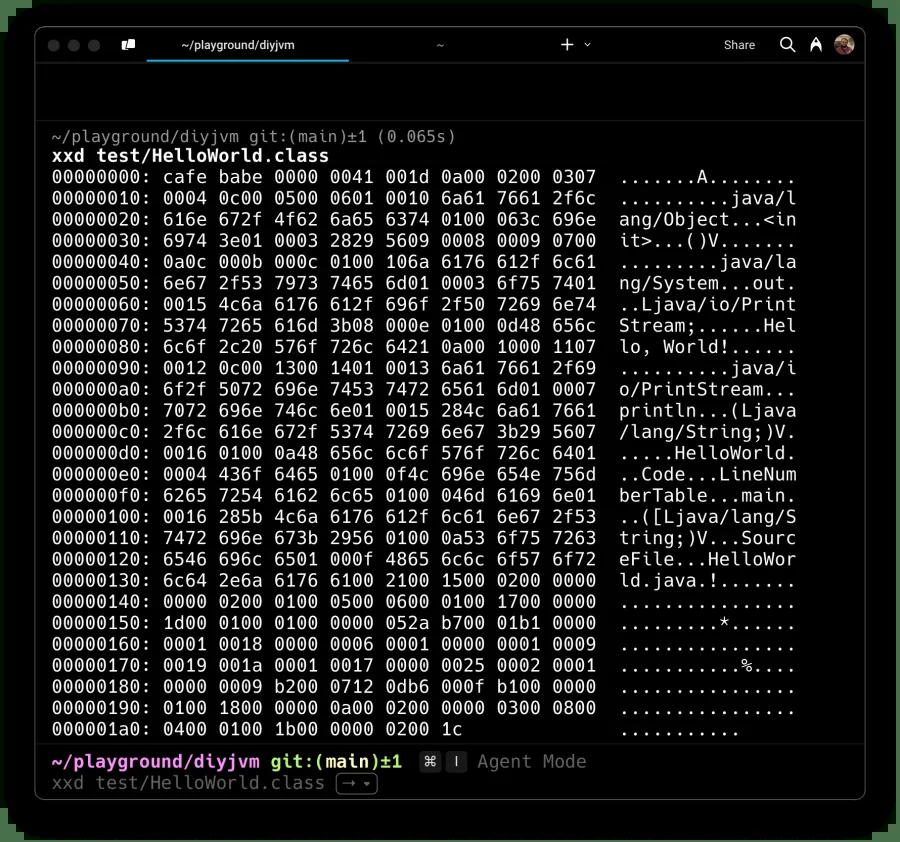 ~/playground/diyjvm ~ + Share
~/playground/diyjvm git:(main)±1 (0.065s)
xxd test/HelloWorld.class
00000000: cafe babe 0000 0041 001d 0a00 0200 0307  .......A........
00000010: 0004 0c00 0500 0601 0010 6a61 7661 2f6c  ..........java/l
00000020: 616e 672f 4f62 6a65 6374 0100 063c 696e  ang/Object...<in
00000030: 6974 3e01 0003 2829 5609 0008 0009 0700  it>...()V.......
00000040: 0a0c 000b 000c 0100 106a 6176 612f 6c61  .........java/la
00000050: 6e67 2f53 7973 7465 6d01 0003 6f75 7401  ng/System...out.
00000060: 0015 4c6a 6176 612f 696f 2f50 7269 6e74  ..Ljava/io/Print
00000070: 5374 7265 616d 3b08 000e 0100 0d48 656c  Stream;......Hel
00000080: 6c6f 2c20 576f 726c 6421 0a00 1000 1107  lo, World!......
00000090: 0012 0c00 1300 1401 0013 6a61 7661 2f69  ..........java/i
000000a0: 6f2f 5072 696e 7453 7472 6561 6d01 0007  o/PrintStream...
000000b0: 7072 696e 746c 6e01 0015 284c 6a61 7661  println...(Ljava
000000c0: 2f6c 616e 672f 5374 7269 6e67 3b29 5607  /lang/String;)V.
000000d0: 0016 0100 0a48 656c 6c6f 576f 726c 6401  .....HelloWorld.
000000e0: 0004 436f 6465 0100 0f4c 696e 654e 756d  ..Code...LineNum
000000f0: 6265 7254 6162 6c65 0100 046d 6169 6e01  berTable...main.
00000100: 0016 285b 4c6a 6176 612f 6c61 6e67 2f53  ..([Ljava/lang/S
00000110: 7472 696e 673b 2956 0100 0a53 6f75 7263  tring;)V...Sourc
00000120: 6546 696c 6501 000f 4865 6c6c 6f57 6f72  eFile...HelloWor
00000130: 6c64 2e6a 6176 6100 2100 1500 0200 0000  ld.java.!.......
00000140: 0000 0200 0100 0500 0600 0100 1700 0000  ................
00000150: 1d00 0100 0100 0000 052a b700 01b1 0000  .........*......
00000160: 0001 0018 0000 0006 0001 0000 0001 0009  ................
00000170: 0019 001a 0001 0017 0000 0025 0002 0001  ...........%....
00000180: 0000 0009 b200 0712 0db6 000f b100 0000  ................
00000190: 0100 1800 0000 0a00 0200 0000 0300 0800  ................
000001a0: 0400 0100 1b00 0000 0200 1c  ...........
~/playground/diyjvm git:(main)±1 ⌘ I Agent Mode
xxd test/HelloWorld.class →